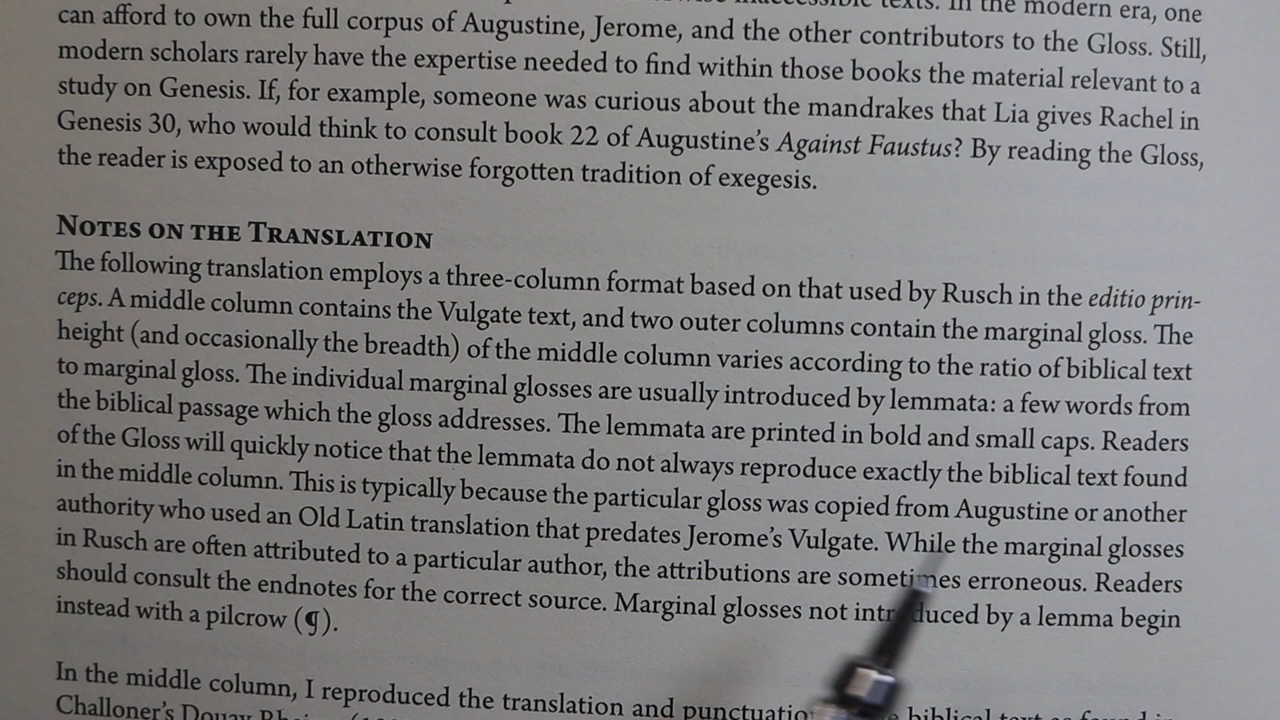 inaccessible texts. In the modern era, one
can afford to own the full corpus of Augustine, Jerome, and the other contributors to the Gloss. Still,
modern scholars rarely have the expertise needed to find within those books the material relevant to a
study on Genesis. If, for example, someone was curious about the mandrakes that Lia gives Rachel in
Genesis 30, who would think to consult book 22 of Augustine's Against Faustus? By reading the Gloss,
the reader is exposed to an otherwise forgotten tradition of exegesis.
NOTES ON THE TRANSLATION
The following translation employs a three-column format based on that used by Rusch in the editio prin-
ceps. A middle column contains the Vulgate text, and two outer columns contain the marginal gloss. The
height (and occasionally the breadth) of the middle column varies according to the ratio of biblical text
to marginal gloss. The individual marginal glosses are usually introduced by lemmata: a few words from
the biblical passage which the gloss addresses. The lemmata are printed in bold and small caps. Readers
of the Gloss will quickly notice that the lemmata do not always reproduce exactly the biblical text found
in the middle column. This is typically because the particular gloss was copied from Augustine or another
authority who used an Old Latin translation that predates Jerome's Vulgate. While the marginal glosses
in Rusch are often attributed to a particular author, the attributions are sometimes erroneous. Readers
should consult the endnotes for the correct source. Marginal glosses not introduced by a lemma begin
instead with a pilcrow (¶).
In the middle column, I reproduced the translation and punctuation biblical text as found in
Challoner's Douay